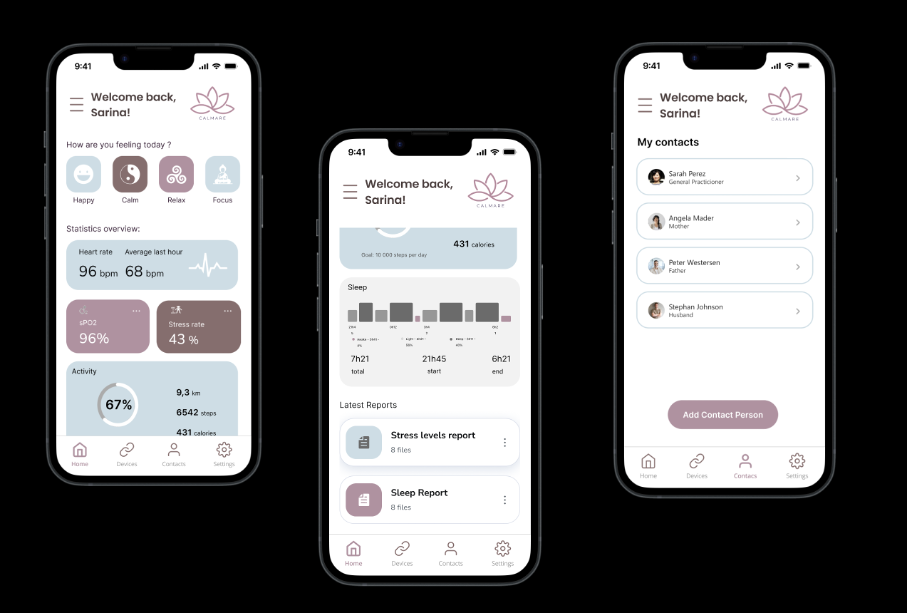 9:41
Welcome back,
Sarina!
CALMARE
How are you feeling today ?
Happy Calm Relax Focus
Statistics overview:
Heart rate Average last hour
96 bpm 68 bpm
sPO2
96%
Stress rate
43 %
Activity
67%
9,3 km
6542 steps
431 calories
Home Devices Contacts Settings
9:41
Welcome back,
Sarina!
CALMARE
431 calories
Goal: 10 000 steps per day
Sleep
7h21 21h45 6h21
total start end
Latest Reports
Stress levels report
8 files
Sleep Report
8 files
Home Devices Contacts Settings
9:41
Welcome back,
Sarina!
CALMARE
My contacts
Sarah Perez
General Practicioner
Angela Mader
Mother
Peter Westersen
Father
Stephan Johnson
Husband
Add Contact Person
Home Devices Contacs Settings